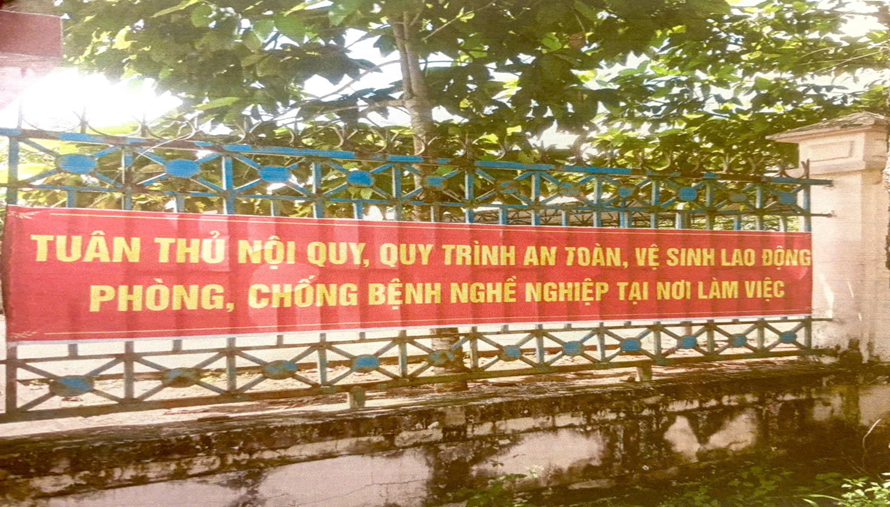 TUÂN THỦ NỘI QUY, QUY TRÌNH AN TOÀN, VỆ SINH LAO ĐỘNG
PHÒNG, CHỐNG BỆNH NGHỀ NGHIỆP TẠI NƠI LÀM VIỆC